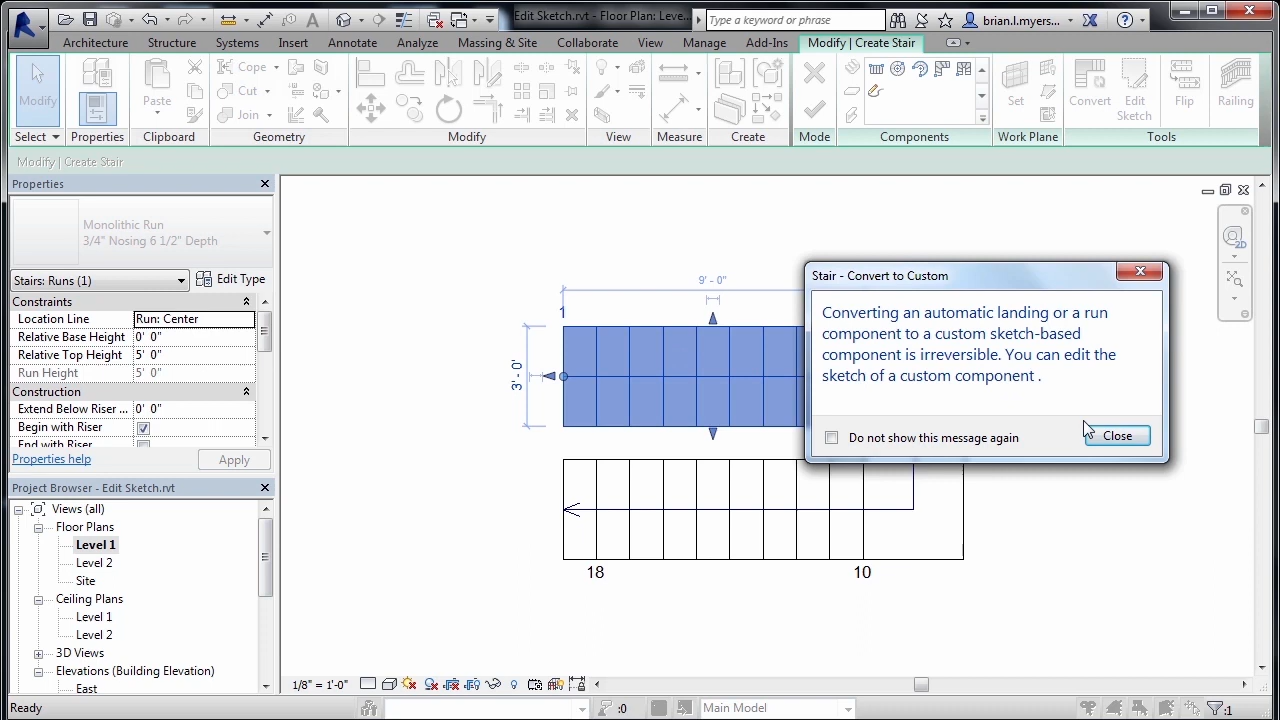 Edit Sketch.rvt - Floor Plan: Leve...
Type a keyword or phrase
brian.l.myers...
Architecture
Structure
Systems
Insert
Annotate
Analyze
Massing & Site
Collaborate
View
Manage
Add-Ins
Modify | Create Stair
Modify
Paste
Cope
Cut
Join
Set
Convert
Edit
Sketch
Flip
Railing
Select
Properties
Clipboard
Geometry
Modify
View
Measure
Create
Mode
Components
Work Plane
Tools
Modify | Create Stair
Properties
Monolithic Run
3/4" Nosing 6 1/2" Depth
Stairs: Runs (1)
Edit Type
Constraints
Location Line
Run: Center
Relative Base Height
0' 0"
Relative Top Height
5' 0"
Run Height
5' 0"
Construction
Extend Below Riser ...
0' 0"
Begin with Riser
End with Riser
Properties help
Apply
Project Browser - Edit Sketch.rvt
Views (all)
Floor Plans
Level 1
Level 2
Site
Ceiling Plans
Level 1
Level 2
3D Views
Elevations (Building Elevation)
East
2D
9' - 0"
1
3' - 0"
18
10
Stair - Convert to Custom
Converting an automatic landing or a run
component to a custom sketch-based
component is irreversible. You can edit the
sketch of a custom component .
Do not show this message again
Close
1/8" = 1'-0"
Ready
:0
Main Model
:1